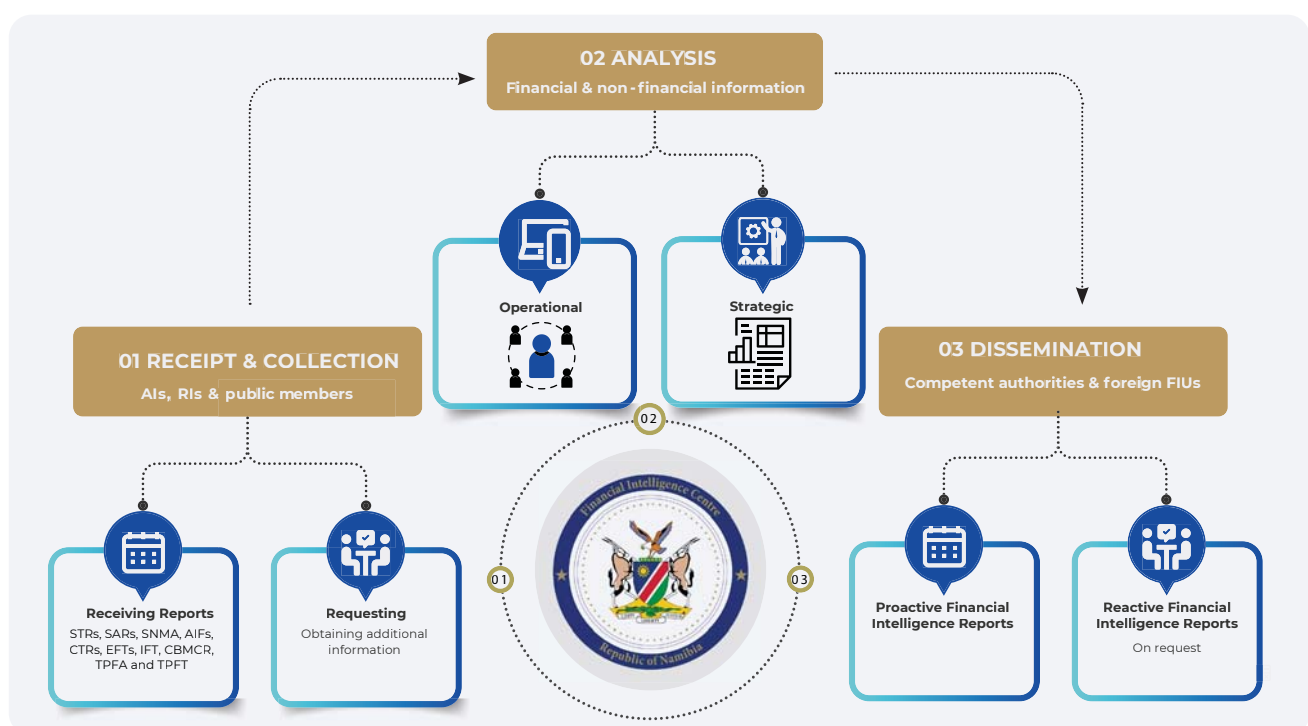 02 ANALYSIS
Financial & non-financial information
Operational
Strategic
01 RECEIPT & COLLECTION
AIs, RIs & public members
03 DISSEMINATION
Competent authorities & foreign FIUs
02
01
03
Financial Intelligence Centre
Republic of Namibia
Receiving Reports
STRs, SARs, SNMA, AIFs,
CTRs, EFTs, IFT, CBMCR,
TPFA and TPFT
Requesting
Obtaining additional
information
Proactive Financial
Intelligence Reports
Reactive Financial
Intelligence Reports
On request